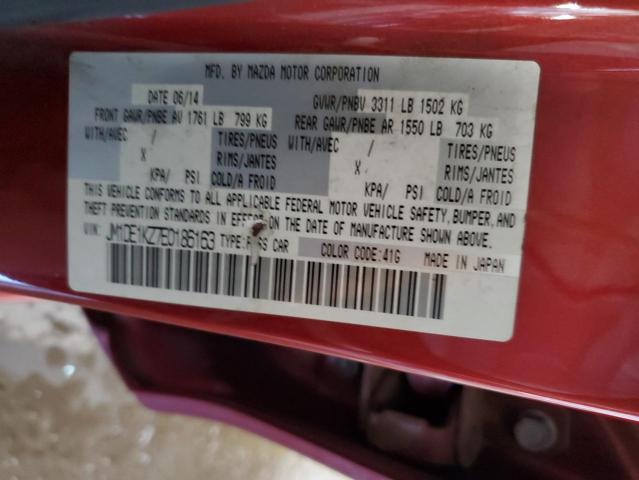 MFD. BY MAZDA MOTOR CORPORATION
DATE 06/14 GVWR/PNBV 3311 LB 1502 KG
FRONT GAWR/PNBE AV 1761 LB 799 KG REAR GAWR/PNBE AR 1550 LB 703 KG
WITH/AVEC / TIRES/PNEUS WITH/AVEC / TIRES/PNEUS
X RIMS/JANTES X RIMS/JANTES
KPA/ PSI COLD/A FROID KPA/ PSI COLD/A FROID
THIS VEHICLE CONFORMS TO ALL APPLICABLE FEDERAL MOTOR VEHICLE SAFETY, BUMPER, AND
THEFT PREVENTION STANDARDS IN EFFECT ON THE DATE OF MANUFACTURE SHOWN ABOVE.
VIN: JM1DE1KZ7E0186163 TYPE: PASS CAR COLOR CODE:41G MADE IN JAPAN